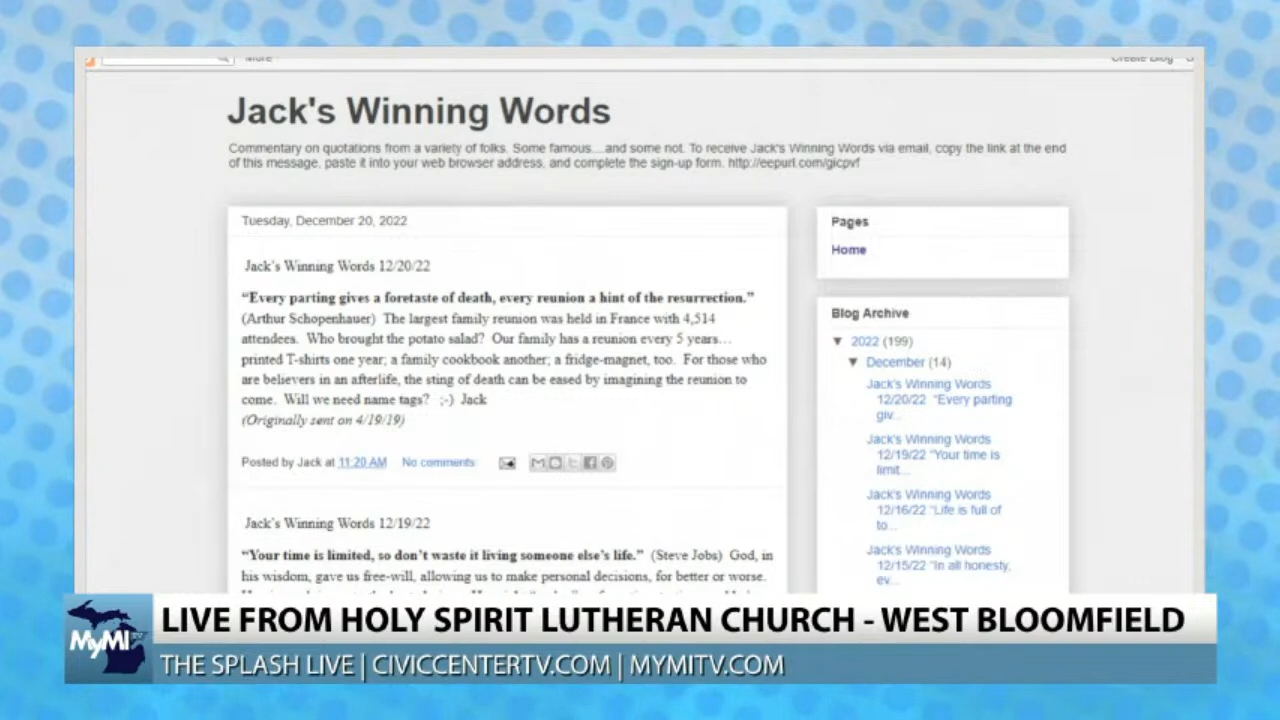 More
Create Blog
Jack's Winning Words
Commentary on quotations from a variety of folks. Some famous....and some not. To receive Jack's Winning Words via email, copy the link at the end
of this message, paste it into your web browser address, and complete the sign-up form. http://eepurl.com/gicpvf
Tuesday, December 20, 2022
Jack's Winning Words 12/20/22
“Every parting gives a foretaste of death, every reunion a hint of the resurrection.”
(Arthur Schopenhauer) The largest family reunion was held in France with 4,514
attendees. Who brought the potato salad? Our family has a reunion every 5 years…
printed T-shirts one year; a family cookbook another; a fridge-magnet, too. For those who
are believers in an afterlife, the sting of death can be eased by imagining the reunion to
come. Will we need name tags? ;-) Jack
(Originally sent on 4/19/19)
Posted by Jack at 11:20 AM No comments:
Jack's Winning Words 12/19/22
“Your time is limited, so don’t waste it living someone else’s life.” (Steve Jobs) God, in
his wisdom, gave us free-will, allowing us to make personal decisions, for better or worse.
Pages
Home
Blog Archive
▼ 2022 (199)
▼ December (14)
Jack's Winning Words
12/20/22 “Every parting
giv...
Jack's Winning Words
12/19/22 “Your time is
limit...
Jack's Winning Words
12/16/22 “Life is full of
to...
Jack's Winning Words
12/15/22 “In all honesty,
ev...
MyMI TV
LIVE FROM HOLY SPIRIT LUTHERAN CHURCH - WEST BLOOMFIELD
THE SPLASH LIVE | CIVICCENTERTV.COM | MYMITV.COM